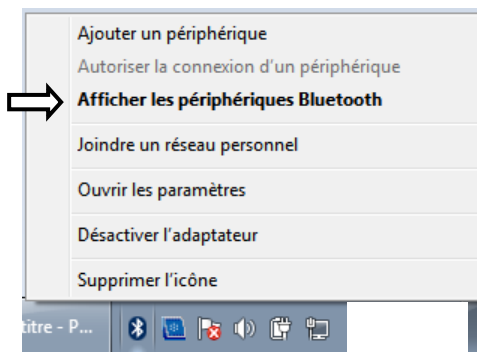 Ajouter un périphérique
Autoriser la connexion d'un périphérique
Afficher les périphériques Bluetooth
Joindre un réseau personnel
Ouvrir les paramètres
Désactiver l'adaptateur
Supprimer l'icône
titre - P...